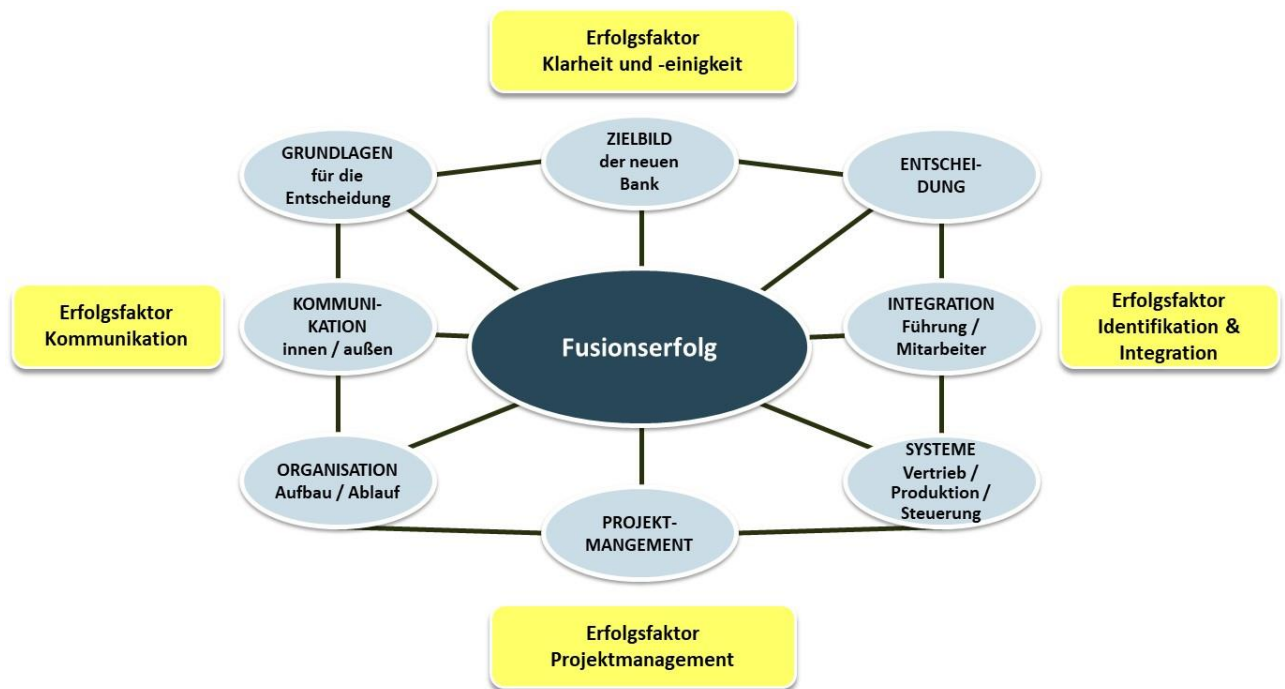 Erfolgsfaktor
Klarheit und -einigkeit
GRUNDLAGEN
für die
Entscheidung
ZIELBILD
der neuen
Bank
ENTSCHEI-
DUNG
Erfolgsfaktor
Kommunikation
KOMMUNI-
KATION
innen / außen
Fusionserfolg
INTEGRATION
Führung /
Mitarbeiter
Erfolgsfaktor
Identifikation &
Integration
ORGANISATION
Aufbau / Ablauf
PROJEKT-
MANGEMENT
SYSTEME
Vertrieb /
Produktion /
Steuerung
Erfolgsfaktor
Projektmanagement